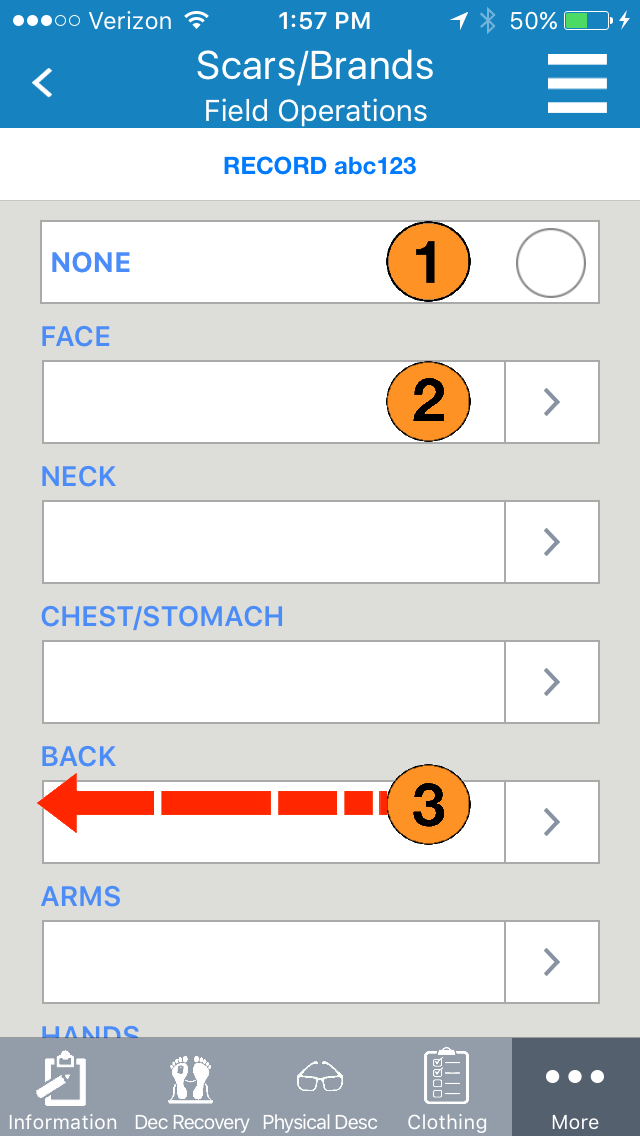 Verizon 1:57 PM 50%
Scars/Brands
Field Operations
RECORD abc123
NONE 1
FACE
2
NECK
CHEST/STOMACH
BACK
3
ARMS
HANDS
Information Dec Recovery Physical Desc Clothing More